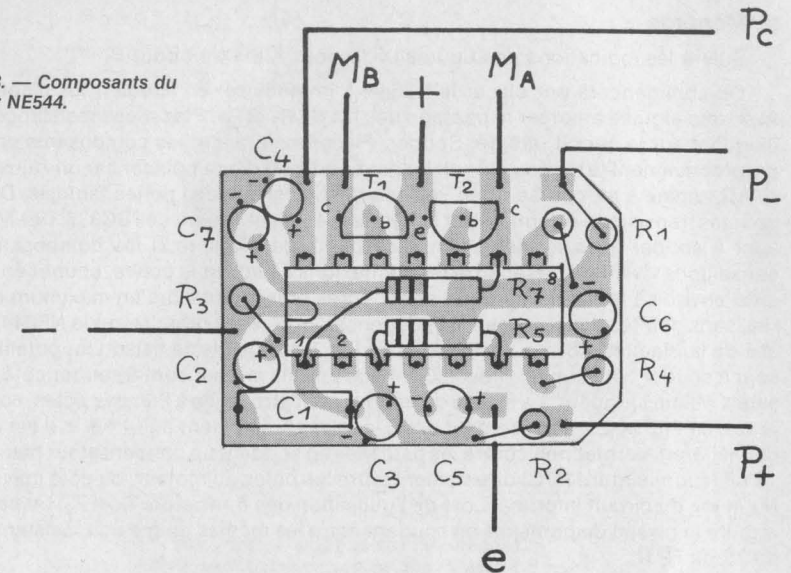 Pc
MB + MA
. — Composants du
NE544.
C4 T1 T2
P-
- - c b e b c
C7 + R1
+ 8 -
R3 R7
C6
1 2 R5 +
+ R4
C2
C1 + +
- P+
C3 C5 R2
e